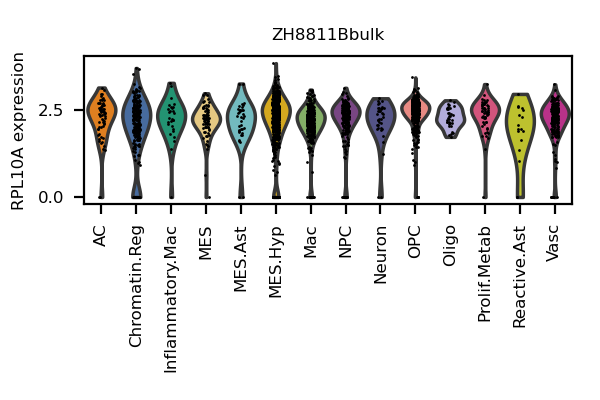 ZH8811Bbulk
RPL10A expression
2.5
0.0
AC
Chromatin.Reg
Inflammatory.Mac
MES
MES.Ast
MES.Hyp
Mac
NPC
Neuron
OPC
Oligo
Prolif.Metab
Reactive.Ast
Vasc